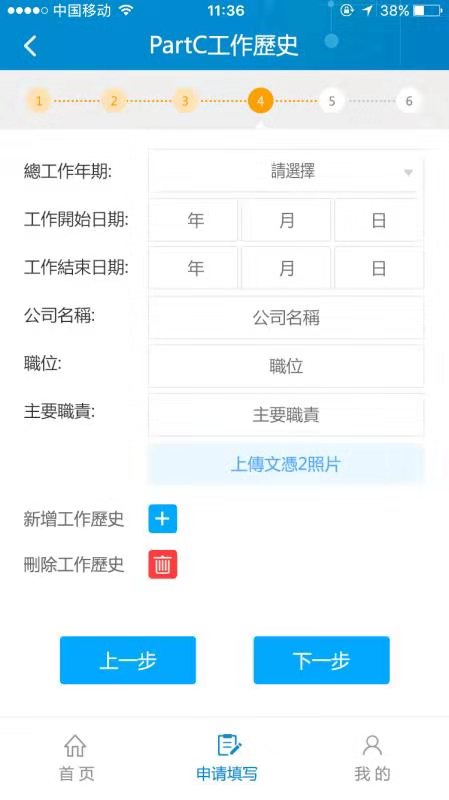 中国移动 11:36 38%
PartC工作歷史
1 2 3 4 5 6
總工作年期: 請選擇
工作開始日期: 年 月 日
工作結束日期: 年 月 日
公司名稱: 公司名稱
職位: 職位
主要職責: 主要職責
上傳文憑2照片
新增工作歷史
刪除工作歷史
上一步 下一步
首页 申请填写 我的